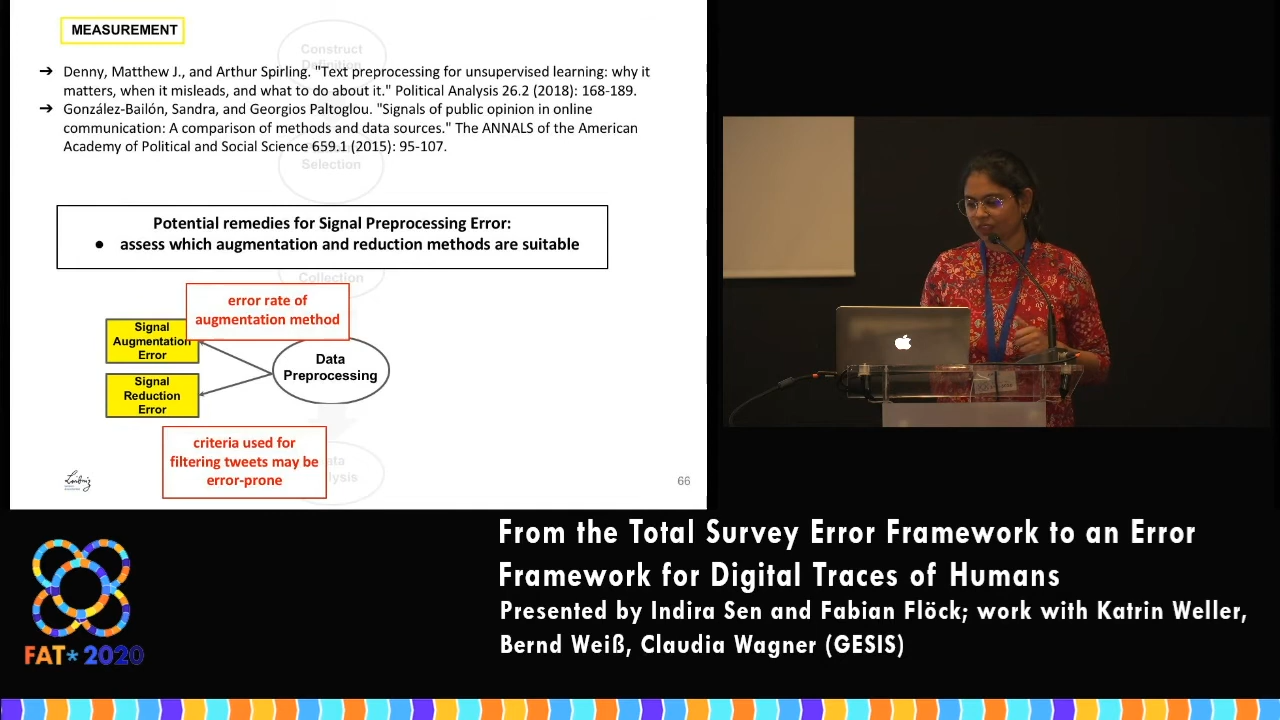 MEASUREMENT
Construct
Definition
➔ Denny, Matthew J., and Arthur Spirling. "Text preprocessing for unsupervised learning: why it
matters, when it misleads, and what to do about it." Political Analysis 26.2 (2018): 168-189.
➔ González-Bailón, Sandra, and Georgios Paltoglou. "Signals of public opinion in online
communication: A comparison of methods and data sources." The ANNALS of the American
Academy of Political and Social Science 659.1 (2015): 95-107.
Selection
Potential remedies for Signal Preprocessing Error:
● assess which augmentation and reduction methods are suitable
Collection
error rate of
augmentation method
Signal
Augmentation
Error
Data
Preprocessing
Signal
Reduction
Error
criteria used for
filtering tweets may be
error-prone
Leibniz
66
From the Total Survey Error Framework to an Error
Framework for Digital Traces of Humans
Presented by Indira Sen and Fabian Flöck; work with Katrin Weller,
Bernd Weiß, Claudia Wagner (GESIS)
FAT* 2020